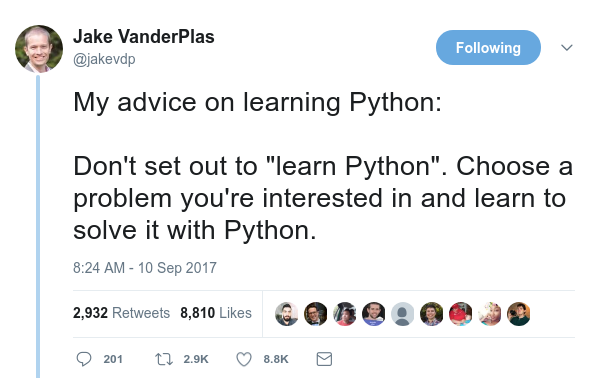 Jake VanderPlas
@jakevdp
Following
My advice on learning Python:
Don't set out to "learn Python". Choose a
problem you're interested in and learn to
solve it with Python.
8:24 AM - 10 Sep 2017
2,932 Retweets 8,810 Likes
201 2.9K 8.8K